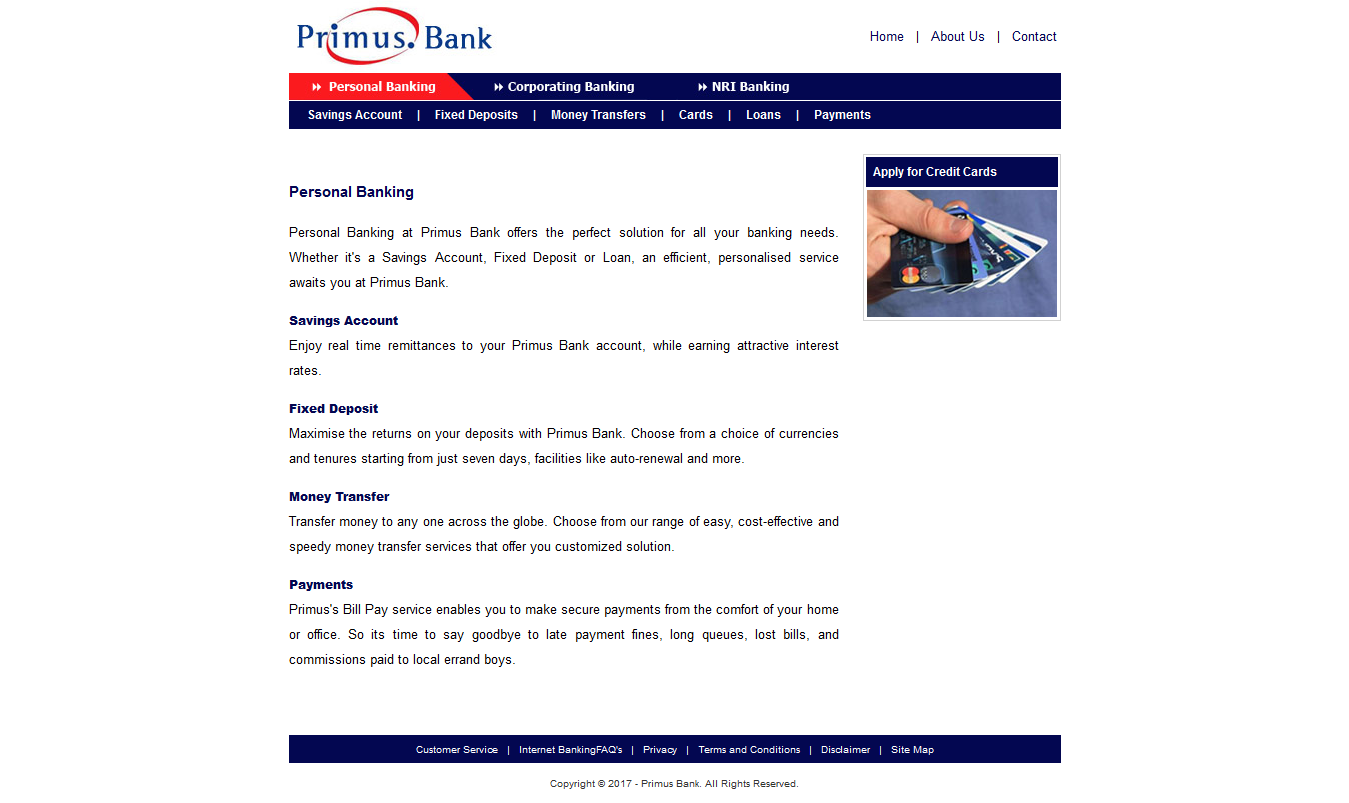 Primus. Bank
Home | About Us | Contact
Personal Banking Corporating Banking NRI Banking
Savings Account | Fixed Deposits | Money Transfers | Cards | Loans | Payments
Apply for Credit Cards
Personal Banking
Personal Banking at Primus Bank offers the perfect solution for all your banking needs.
Whether it's a Savings Account, Fixed Deposit or Loan, an efficient, personalised service
awaits you at Primus Bank.
Savings Account
Enjoy real time remittances to your Primus Bank account, while earning attractive interest
rates.
Fixed Deposit
Maximise the returns on your deposits with Primus Bank. Choose from a choice of currencies
and tenures starting from just seven days, facilities like auto-renewal and more.
Money Transfer
Transfer money to any one across the globe. Choose from our range of easy, cost-effective and
speedy money transfer services that offer you customized solution.
Payments
Primus's Bill Pay service enables you to make secure payments from the comfort of your home
or office. So its time to say goodbye to late payment fines, long queues, lost bills, and
commissions paid to local errand boys.
Customer Service | Internet BankingFAQ's | Privacy | Terms and Conditions | Disclaimer | Site Map
Copyright © 2017 - Primus Bank. All Rights Reserved.